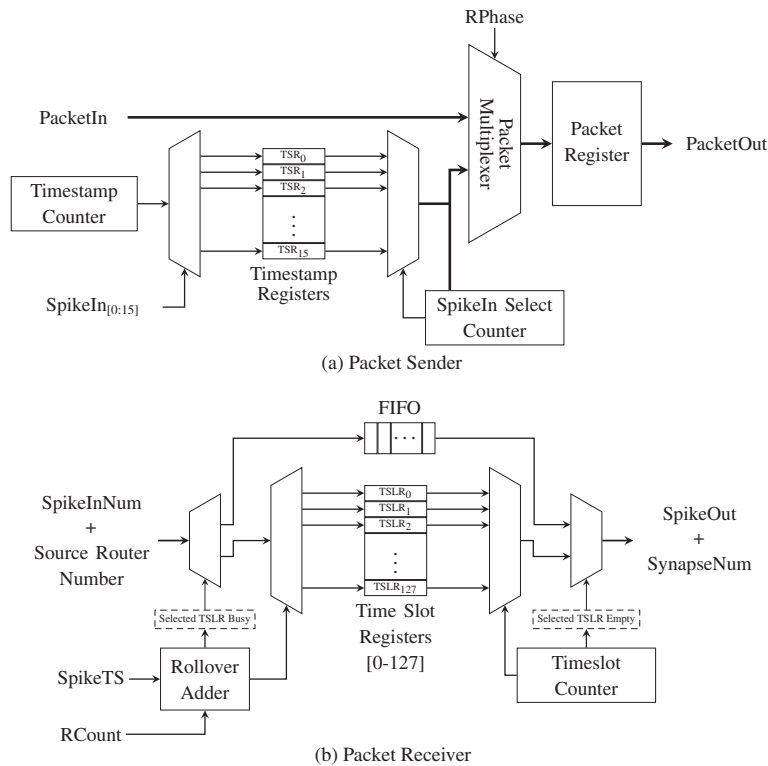 RPhase
PacketIn
Packet
Multiplexer
Packet
Register
PacketOut
TSR0
TSR1
TSR2
TSR15
Timestamp
Counter
Timestamp
Registers
SpikeIn[0:15]
SpikeIn Select
Counter
(a) Packet Sender
FIFO
SpikeInNum
+
Source Router
Number
TSLR0
TSLR1
TSLR2
TSLR127
SpikeOut
+
SynapseNum
Selected TSLR Busy
Time Slot
Registers
[0-127]
Selected TSLR Empty
SpikeTS
Rollover
Adder
Timeslot
Counter
RCount
(b) Packet Receiver